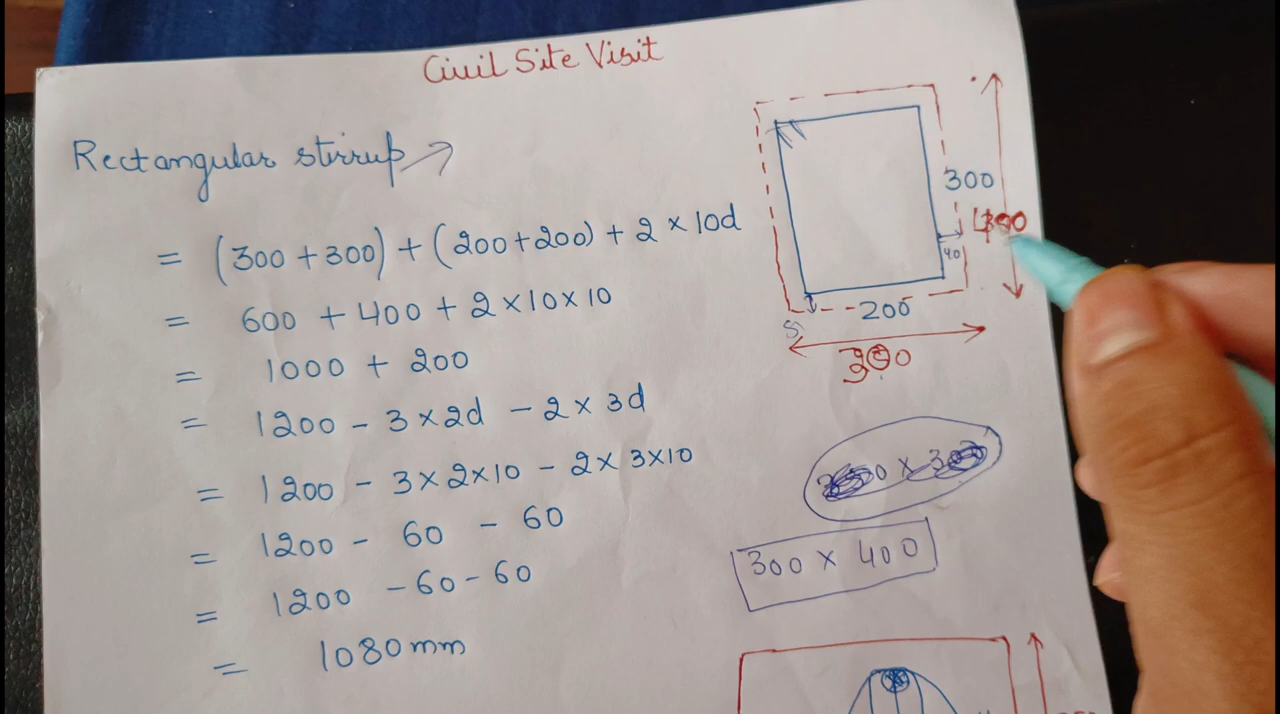 Civil Site Visit
Rectangular stirrup →
= (300 + 300) + (200 + 200) + 2 × 10d
= 600 + 400 + 2 × 10 × 10
= 1000 + 200
= 1200 - 3 × 2d - 2 × 3d
= 1200 - 3 × 2 × 10 - 2 × 3 × 10
= 1200 - 60 - 60
= 1200 - 60 - 60
= 1080 mm
300
40
200
300
300 × 400